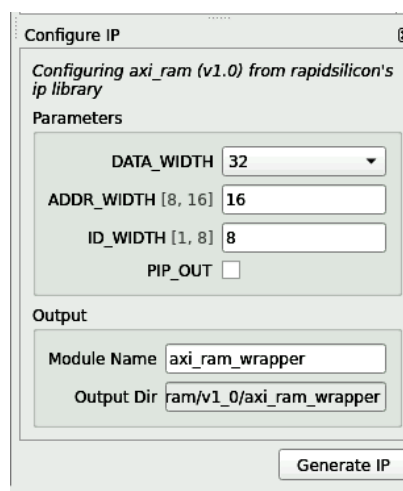 Configure IP
Configuring axi_ram (v1.0) from rapidsilicon's
ip library
Parameters
DATA_WIDTH 32
ADDR_WIDTH [8, 16] 16
ID_WIDTH [1, 8] 8
PIP_OUT
Output
Module Name axi_ram_wrapper
Output Dir ram/v1_0/axi_ram_wrapper
Generate IP